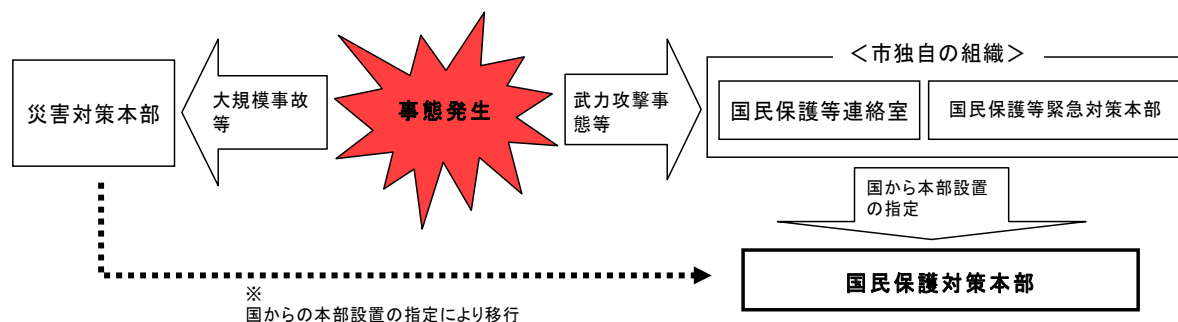 ＜市独自の組織＞
災害対策本部
大規模事故
等
事態発生
武力攻撃事
態等
国民保護等連絡室
国民保護等緊急対策本部
国から本部設置
の指定
国民保護対策本部
※
国からの本部設置の指定により移行